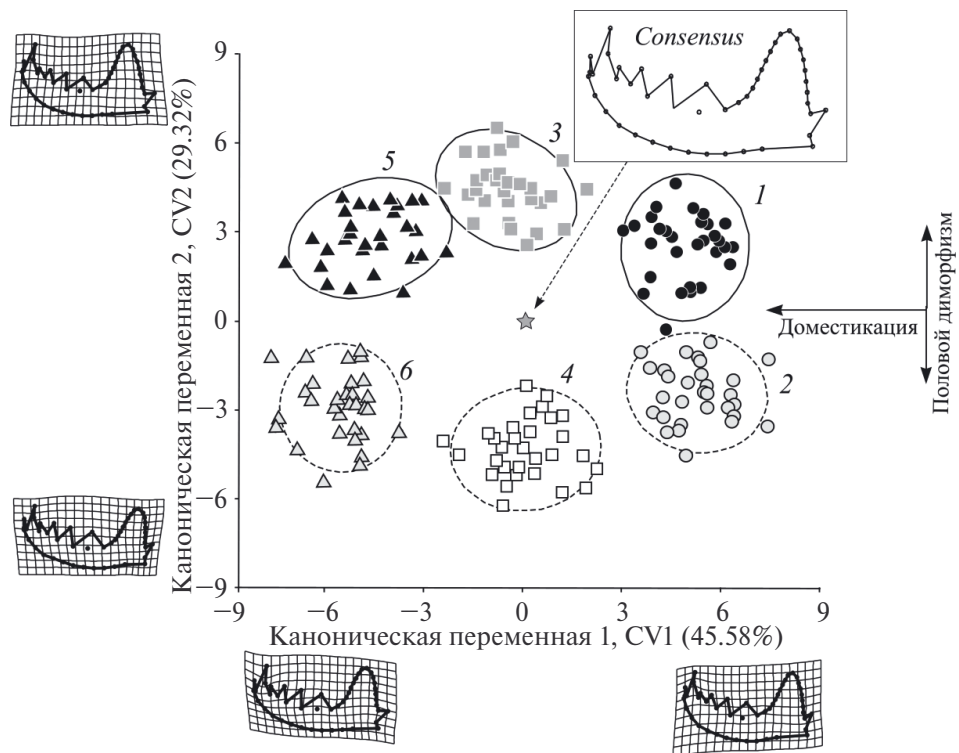 Consensus
9
6
3
0
−3
−6
−9
Каноническая переменная 2, CV2 (29.32%)
5
3
1
6
4
2
Доместикация
Половой диморфизм
−9 −6 −3 0 3 6 9
Каноническая переменная 1, CV1 (45.58%)